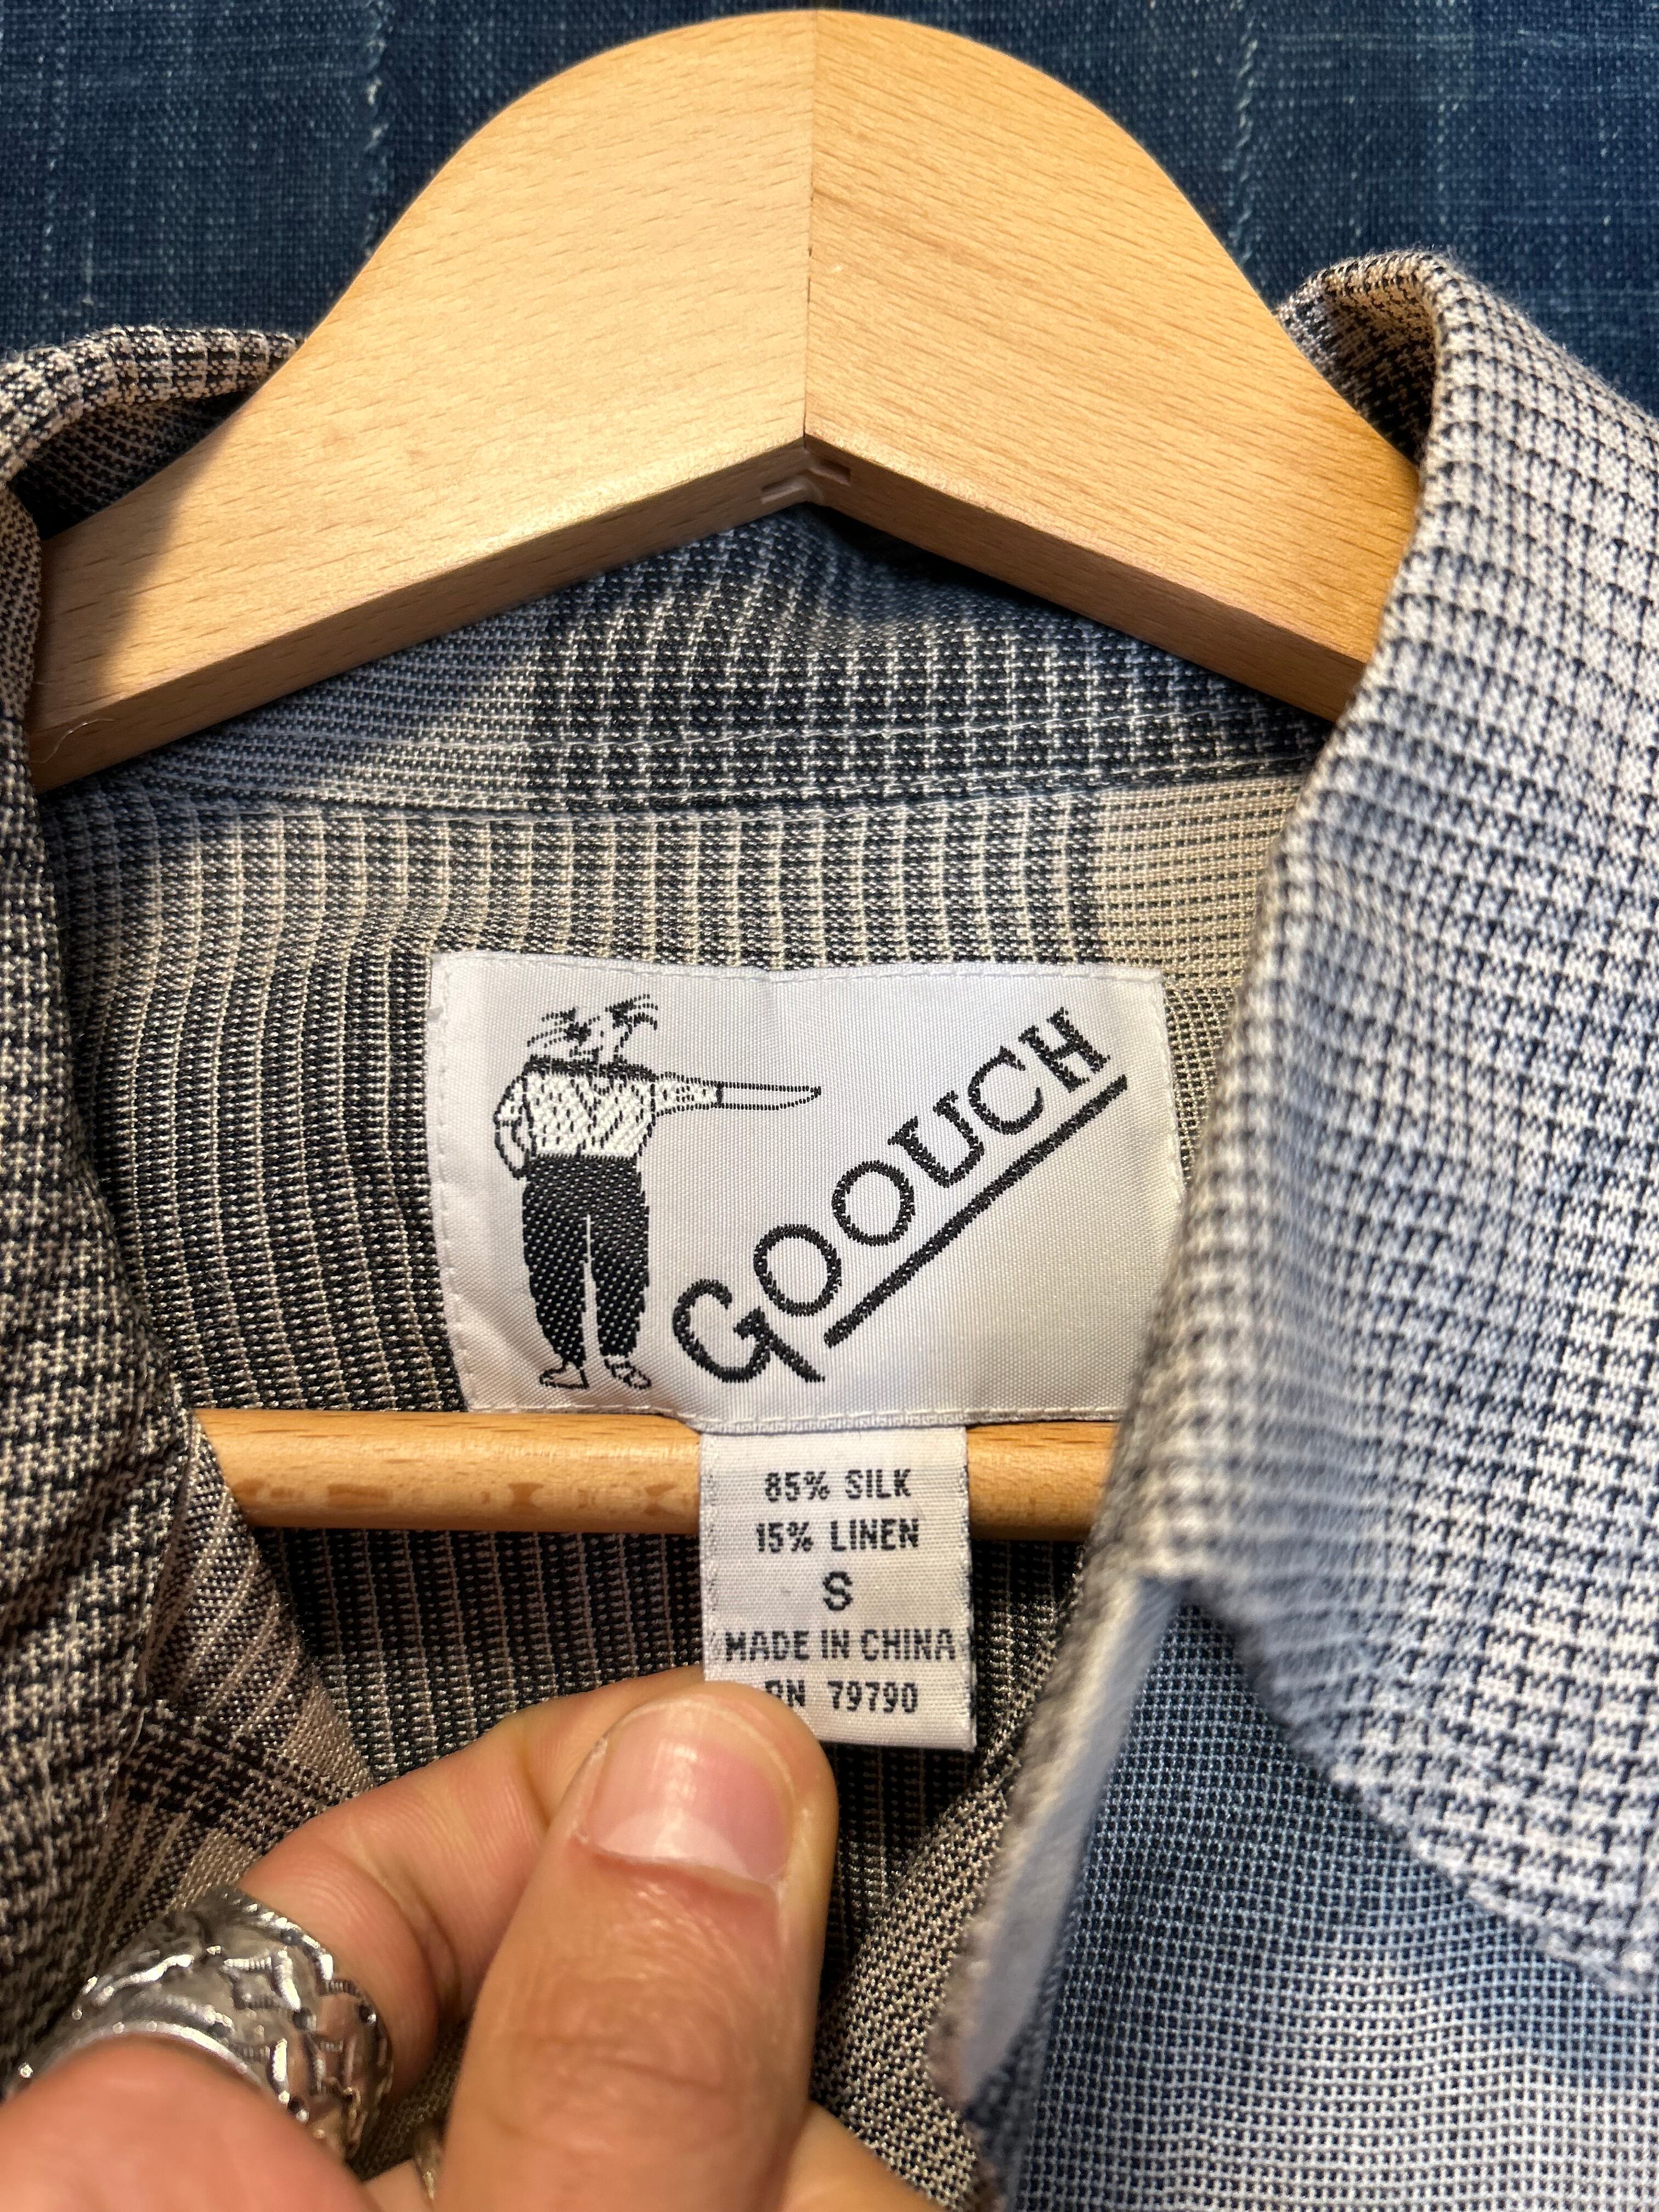 GOOUCH
85% SILK
15% LINEN
S
MADE IN CHINA
RN 79790